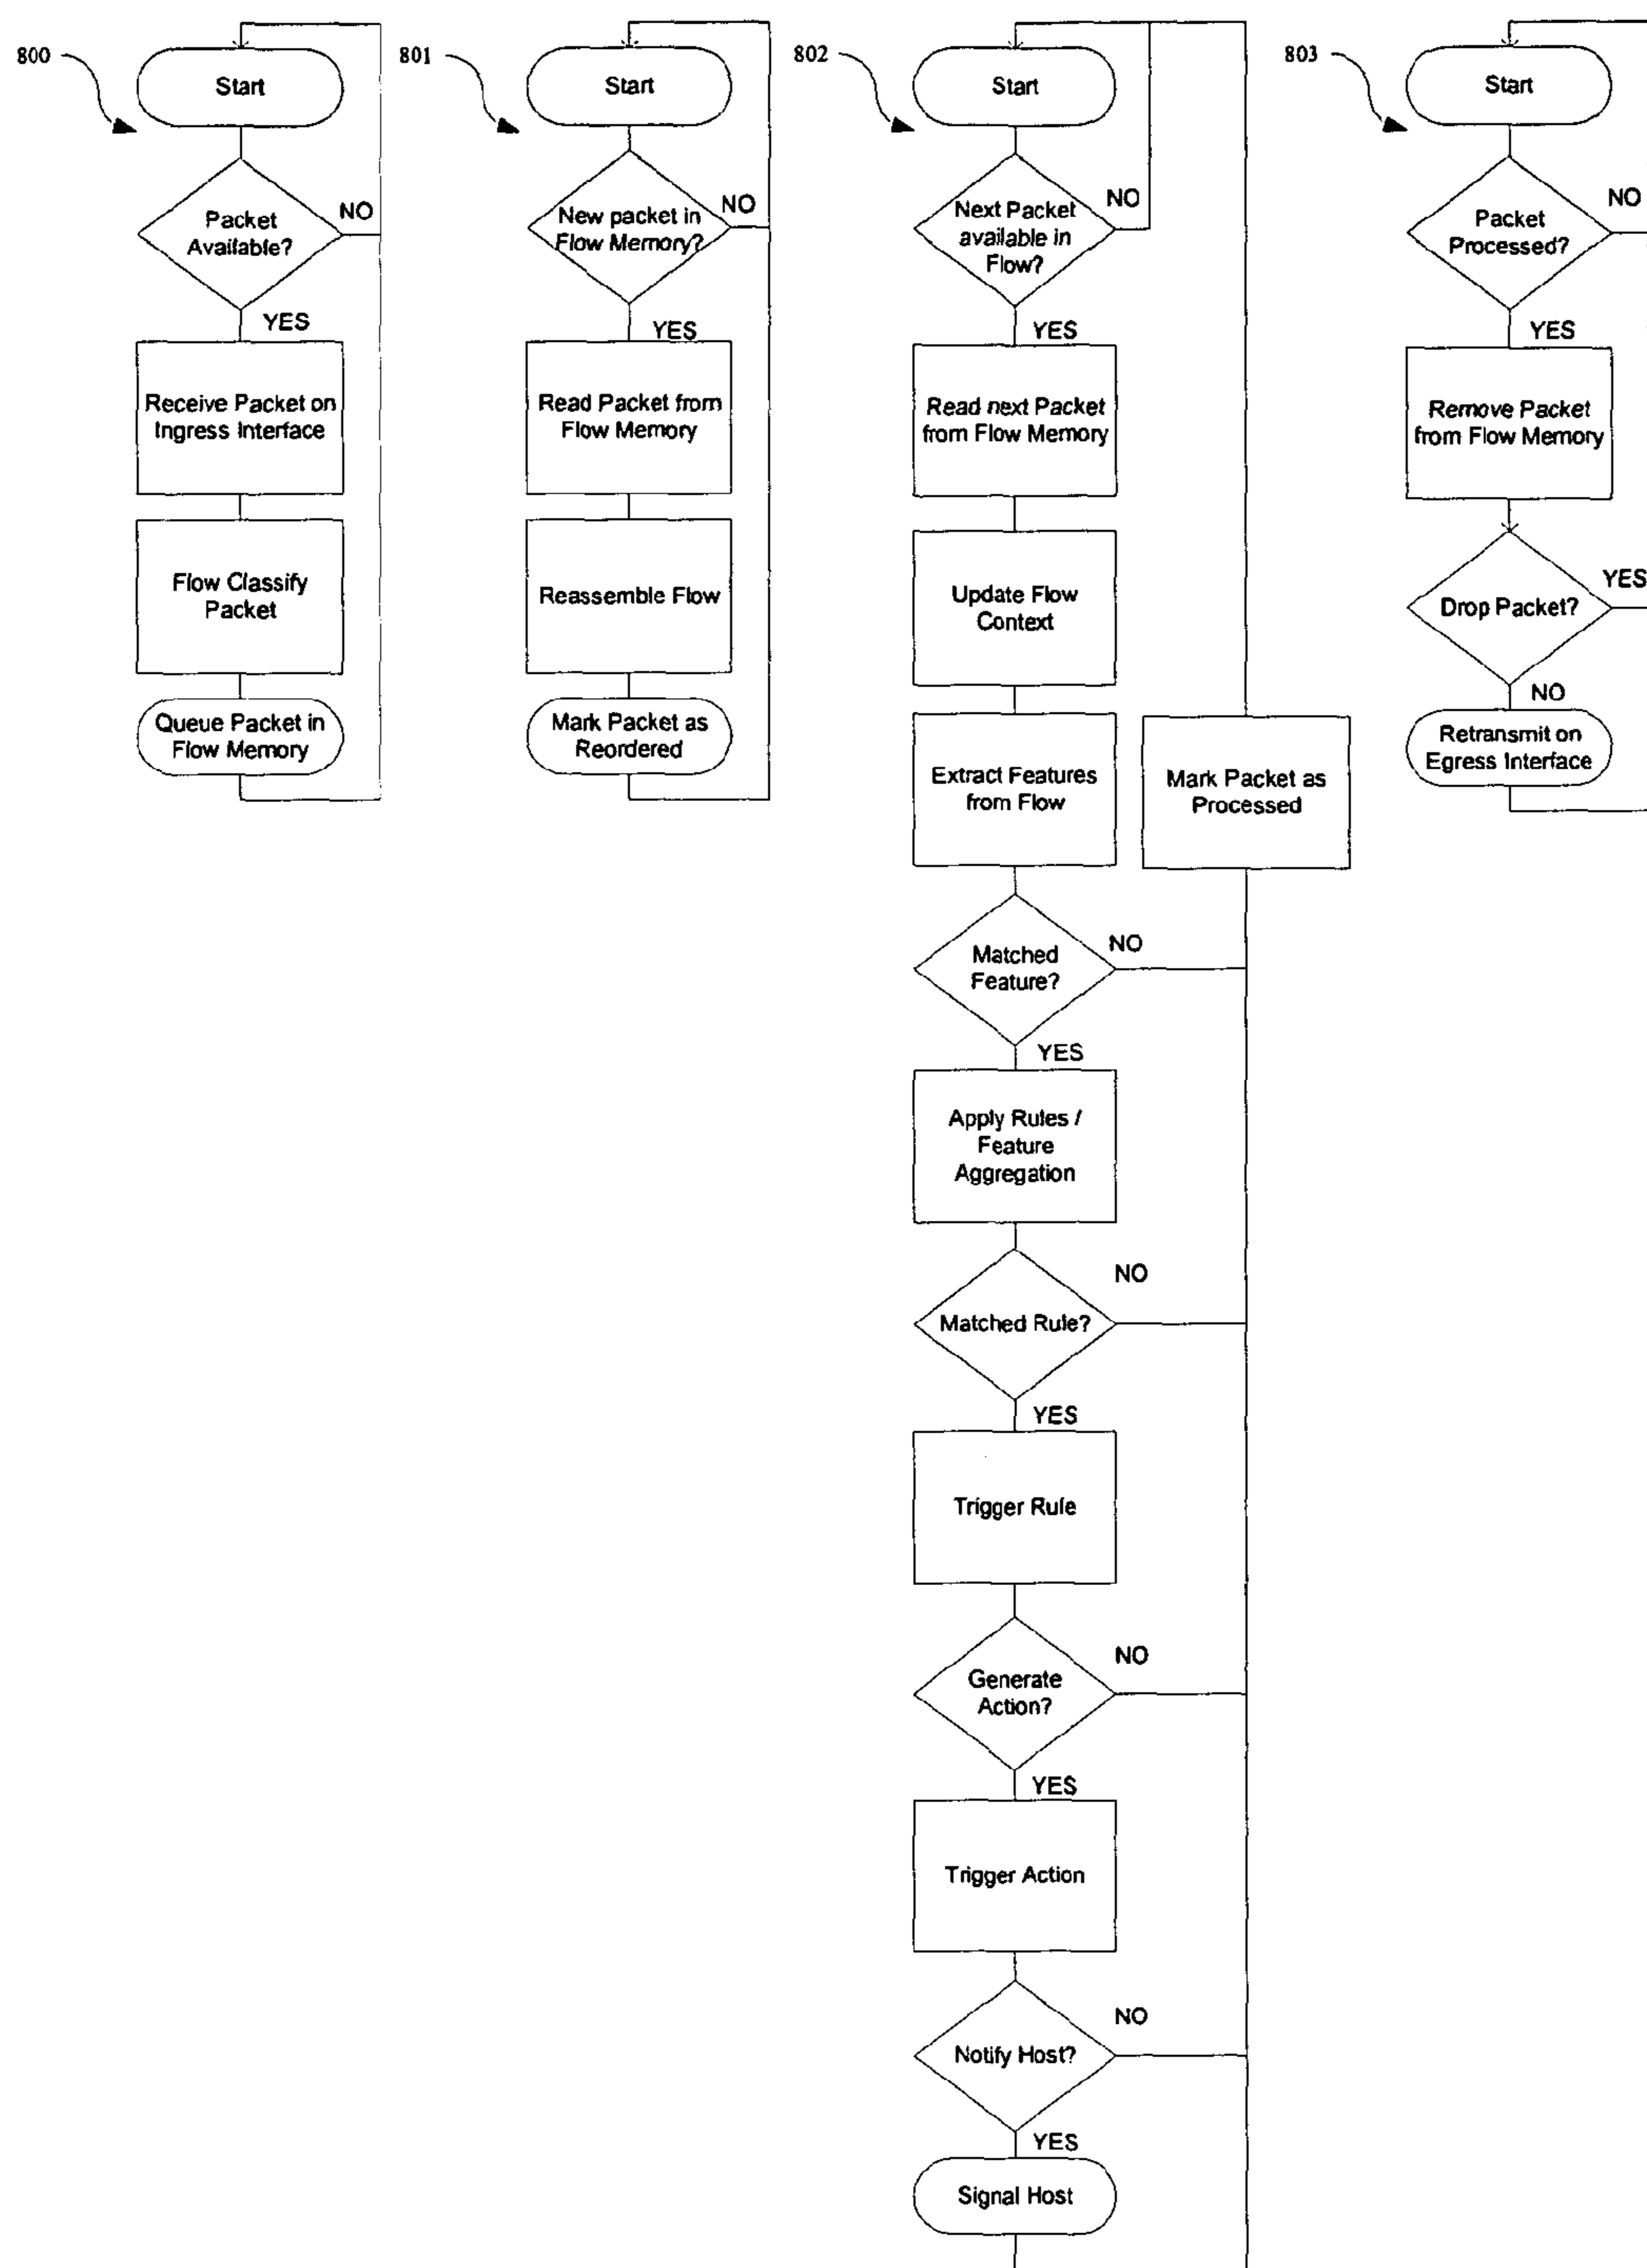 800
Start
Packet
Available?
NO
YES
Receive Packet on
Ingress Interface
Flow Classify
Packet
Queue Packet in
Flow Memory
801
Start
New packet in
Flow Memory?
NO
YES
Read Packet from
Flow Memory
Reassemble Flow
Mark Packet as
Reordered
802
Start
Next Packet
available in
Flow?
NO
YES
Read next Packet
from Flow Memory
Update Flow
Context
Extract Features
from Flow
Mark Packet as
Processed
Matched
Feature?
NO
YES
Apply Rules /
Feature
Aggregation
Matched Rule?
NO
YES
Trigger Rule
Generate
Action?
NO
YES
Trigger Action
Notify Host?
NO
YES
Signal Host
803
Start
Packet
Processed?
NO
YES
Remove Packet
from Flow Memory
Drop Packet?
YES
NO
Retransmit on
Egress Interface